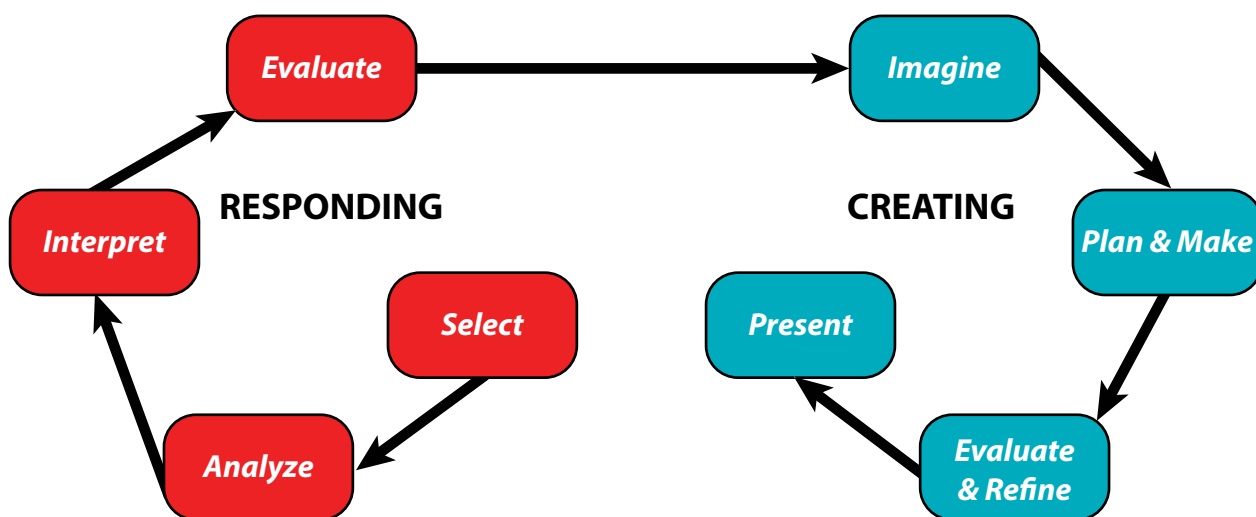 Evaluate
Imagine
RESPONDING
CREATING
Interpret
Plan & Make
Select
Present
Analyze
Evaluate
& Refine